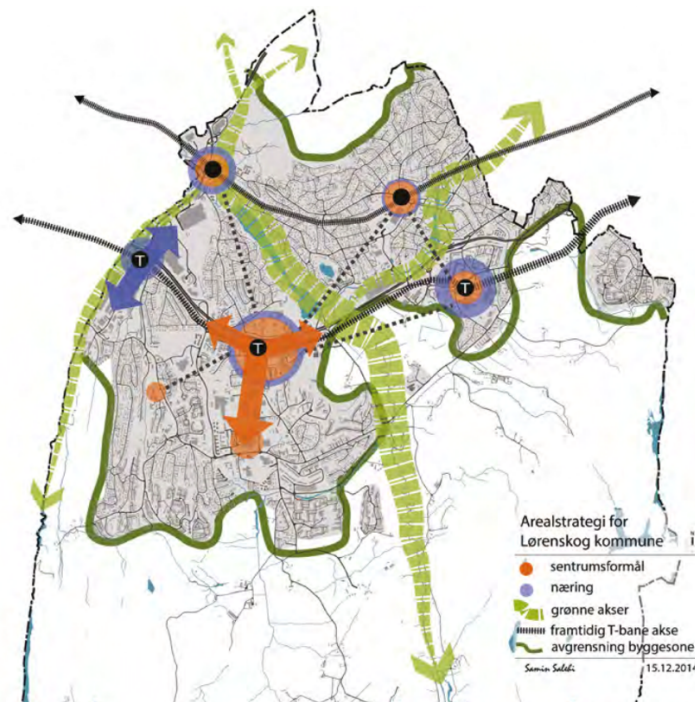 T
T
T
Arealstrategi for
Lørenskog kommune
sentrumsformål
næring
grønne akser
framtidig T-bane akse
avgrensning byggesone
Samin Salehi 15.12.2014